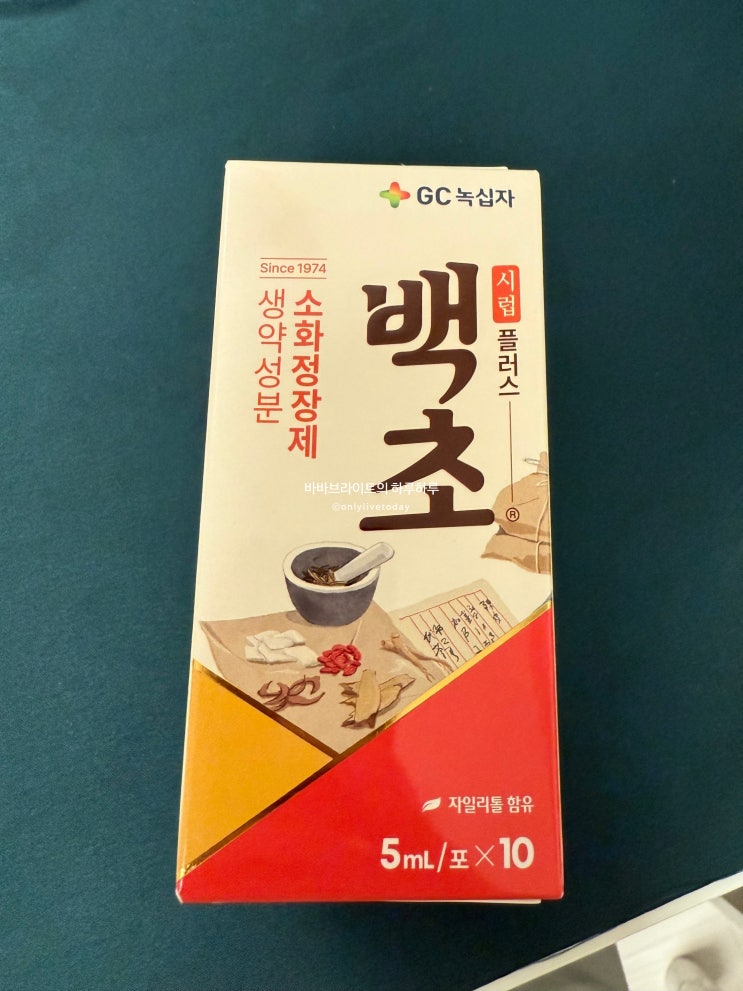 GC 녹십자
Since 1974
생약성분
소화정장제
백초
시럽
플러스
®
바바브라이트의 하루하루
@onlylivetoday
자일리톨 함유
5mL/포×10